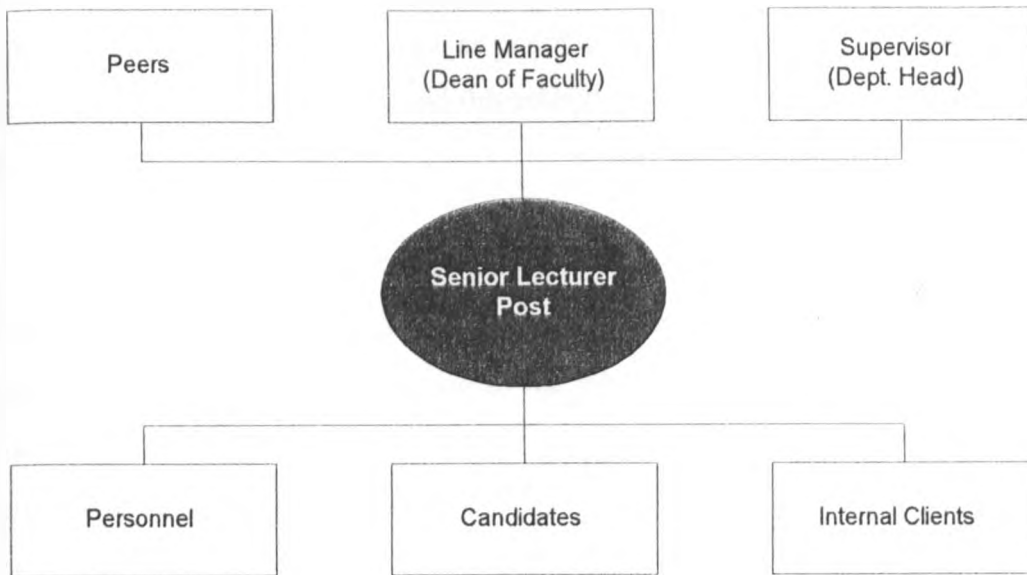 Peers
Line Manager
(Dean of Faculty)
Supervisor
(Dept. Head)
Senior Lecturer
Post
Personnel
Candidates
Internal Clients